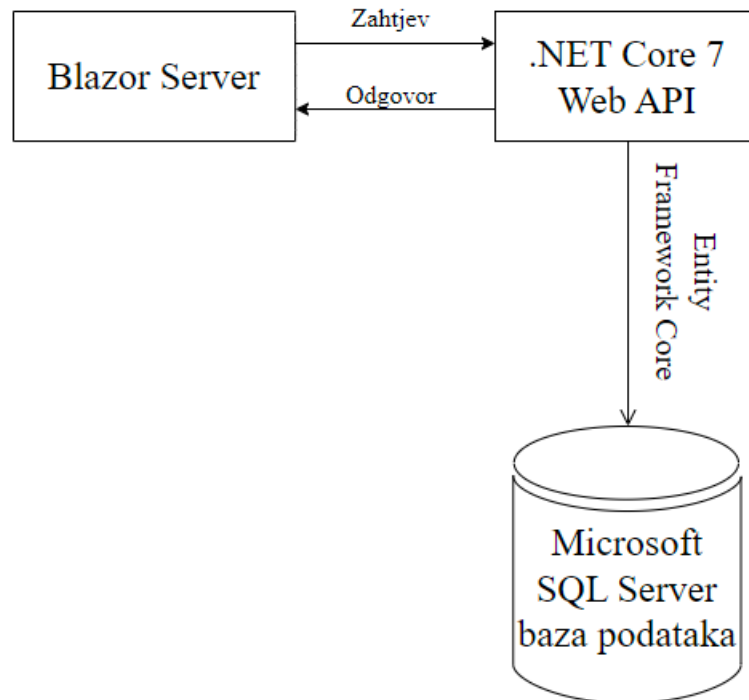 Zahtjev
Blazor Server
Odgovor
.NET Core 7
Web API
Entity
Framework Core
Microsoft
SQL Server
baza podataka